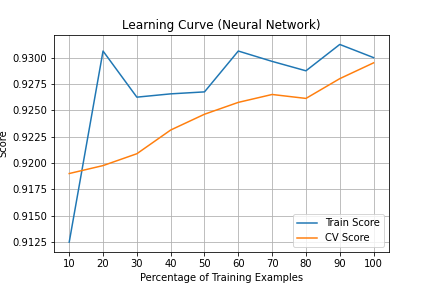 Learning Curve (Neural Network)
Score
0.9300
0.9275
0.9250
0.9225
0.9200
0.9175
0.9150
0.9125
Train Score
CV Score
10 20 30 40 50 60 70 80 90 100
Percentage of Training Examples